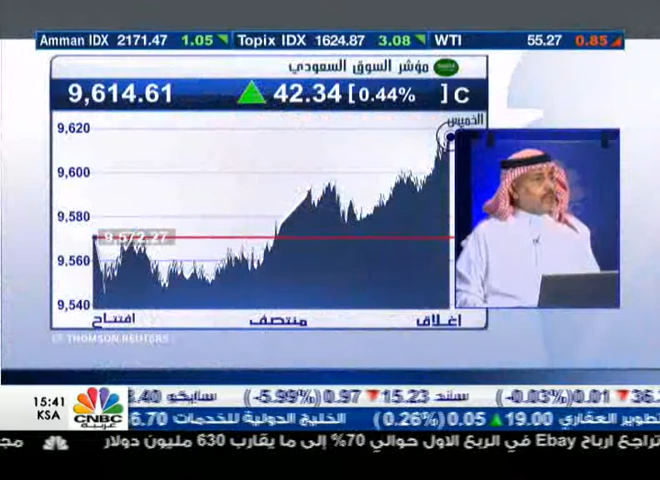 Amman IDX 2171.47 1.05 Topix IDX 1624.87 3.08 WTI 55.27 0.85
مؤشر السوق السعودي
9,614.61 42.34 [0.44% ] C
الخميس
9,620
9,600
9,580
9,572.27
9,560
9,540
افتتاح منتصف اغلاق
THOMSON REUTERS
15:41
KSA
CNBC
عربية
36. 0.01 (-0.03%) سند 15.23 0.97 (-5.99%) سايكو 3.40
تطوير العقاري 19.00 0.05 (0.26%) الخليج الدولية للخدمات 6.70
تراجع ارباح Ebay في الربع الاول حوالي 70% إلى ما يقارب 630 مليون دولار